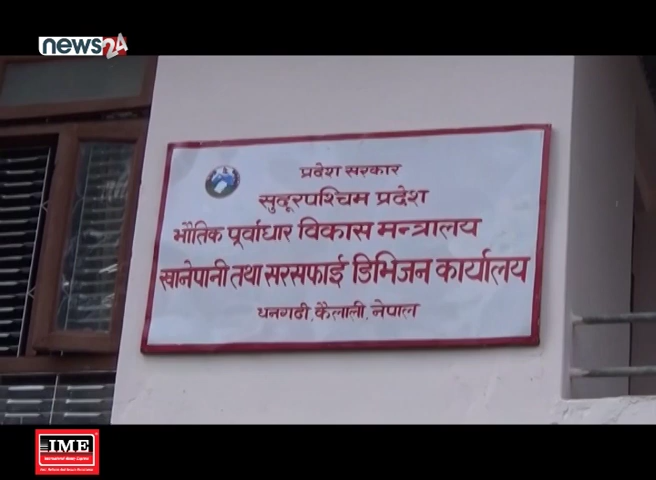 news24
प्रदेश सरकार
सुदूरपश्चिम प्रदेश
भौतिक पूर्वाधार विकास मन्त्रालय
खानेपानी तथा सरसफाई डिभिजन कार्यालय
धनगढी, कैलाली, नेपाल
IME